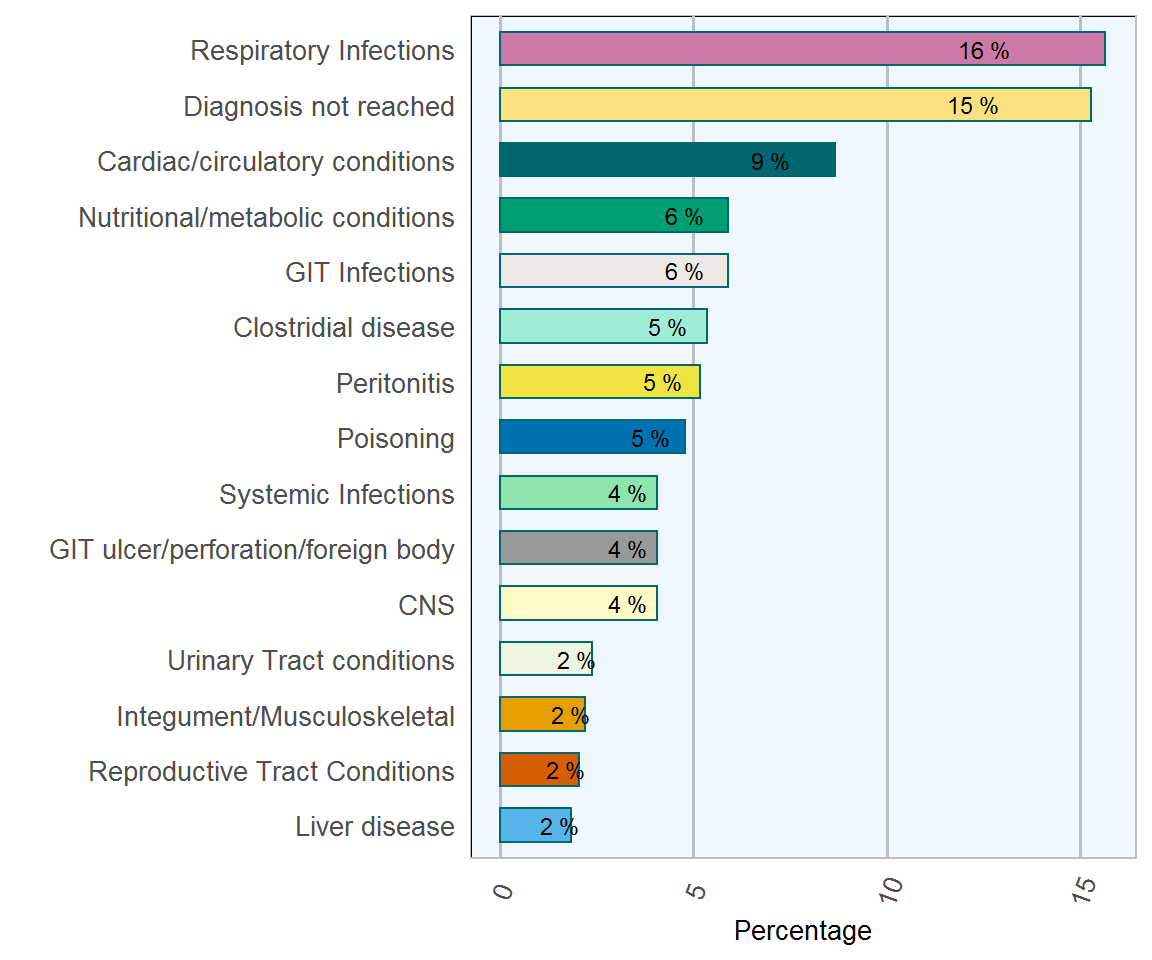 Respiratory Infections 16 %
Diagnosis not reached 15 %
Cardiac/circulatory conditions 9 %
Nutritional/metabolic conditions 6 %
GIT Infections 6 %
Clostridial disease 5 %
Peritonitis 5 %
Poisoning 5 %
Systemic Infections 4 %
GIT ulcer/perforation/foreign body 4 %
CNS 4 %
Urinary Tract conditions 2 %
Integument/Musculoskeletal 2 %
Reproductive Tract Conditions 2 %
Liver disease 2 %
0 5 10 15
Percentage